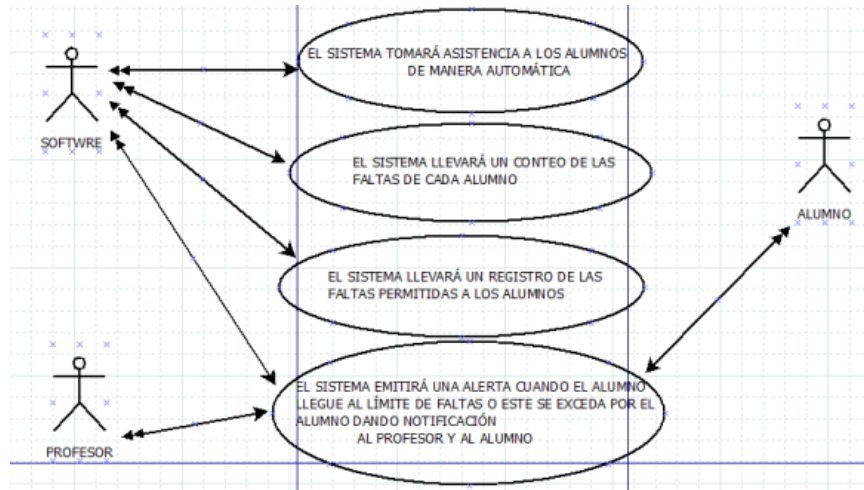 EL SISTEMA TOMARÁ ASISTENCIA A LOS ALUMNOS
DE MANERA AUTOMÁTICA
SOFTWRE
EL SISTEMA LLEVARÁ UN CONTEO DE LAS
FALTAS DE CADA ALUMNO
ALUMNO
EL SISTEMA LLEVARÁ UN REGISTRO DE LAS
FALTAS PERMITIDAS A LOS ALUMNOS
EL SISTEMA EMITIRÁ UNA ALERTA CUANDO EL ALUMNO
LLEGUE AL LÍMITE DE FALTAS O ESTE SE EXCEDA POR EL
ALUMNO DANDO NOTIFICACIÓN
AL PROFESOR Y AL ALUMNO
PROFESOR